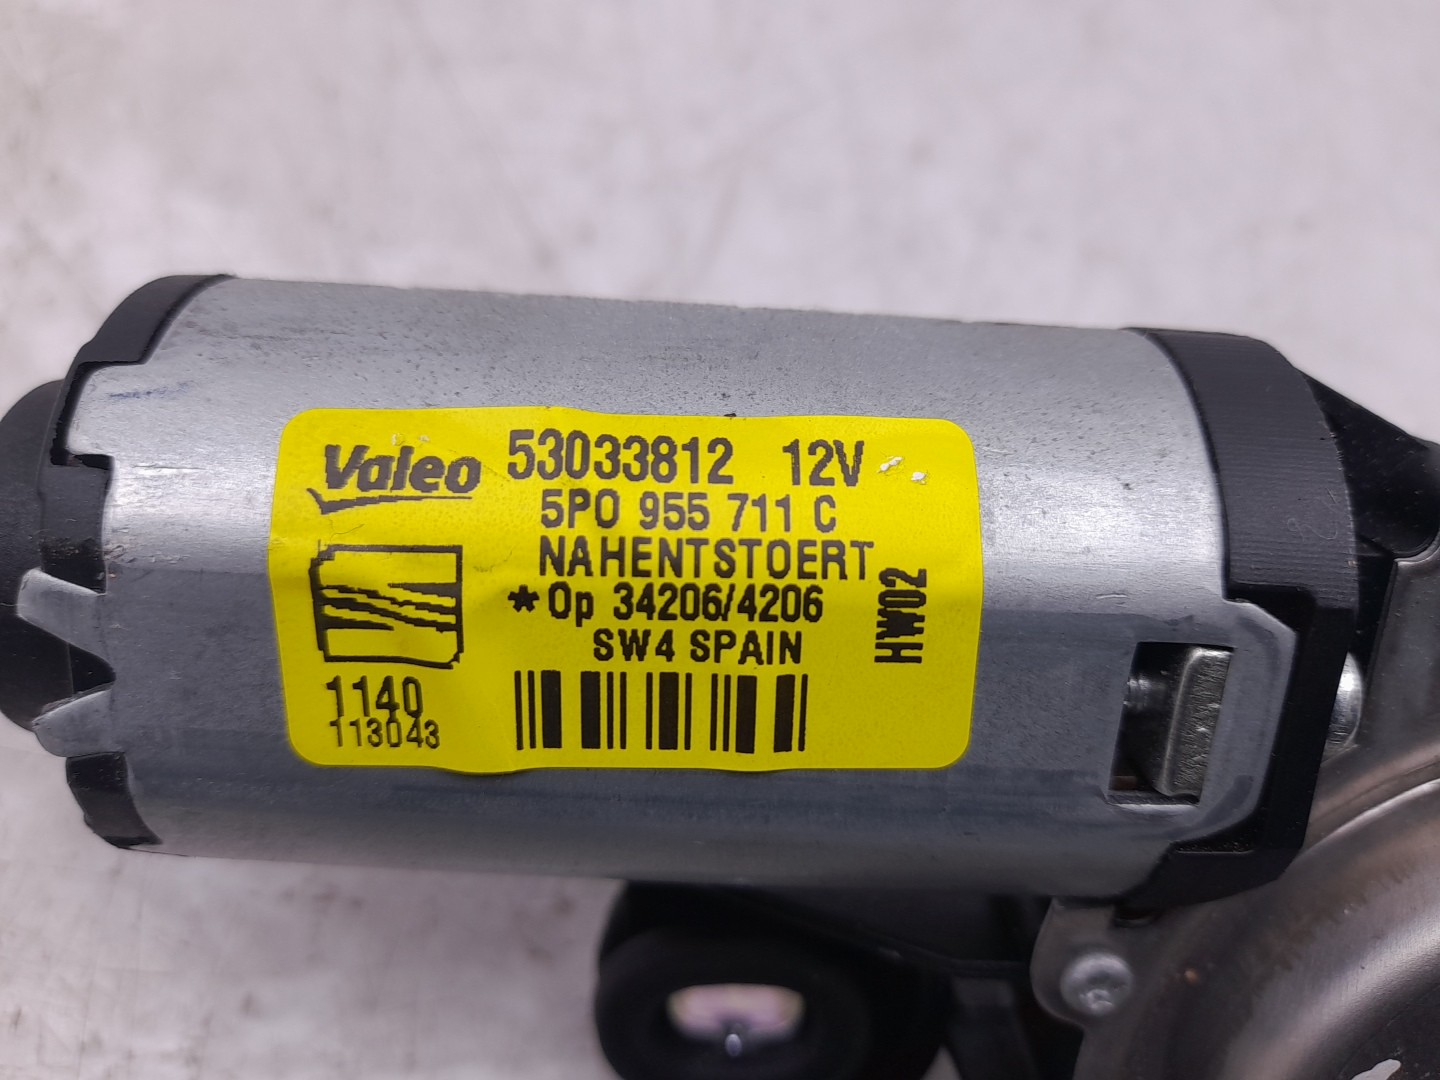 Valeo 53033812 12V
5P0 955 711 C
NAHENTSTOERT
*Op 34206/4206
SW4 SPAIN
HW02
1140
113043